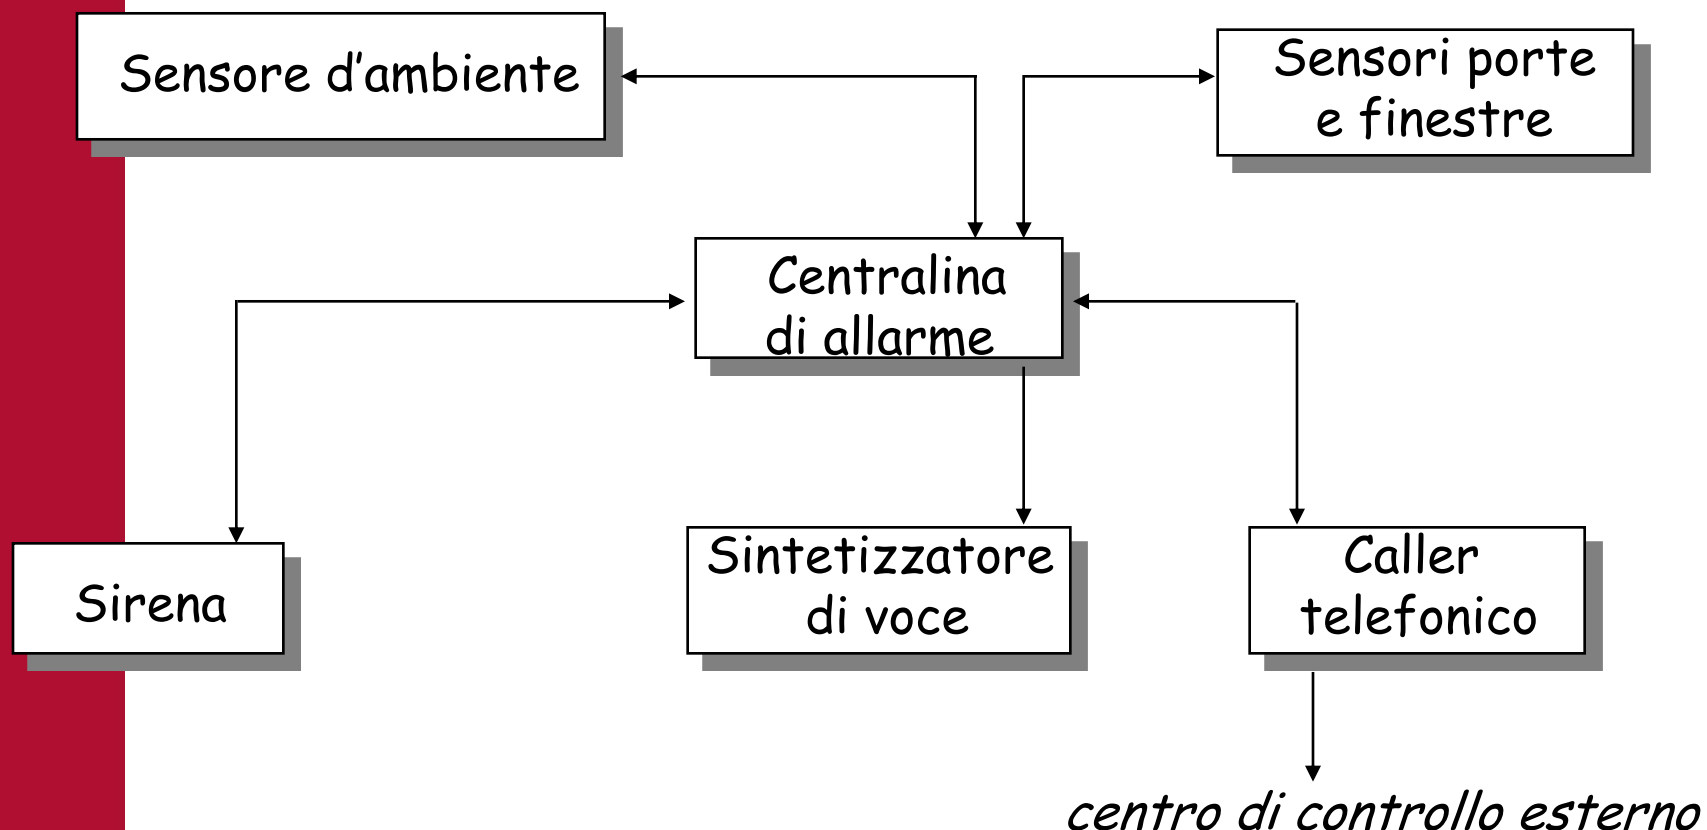 Sensore d'ambiente
Sensori porte
e finestre
Centralina
di allarme
Sirena
Sintetizzatore
di voce
Caller
telefonico
centro di controllo esterno